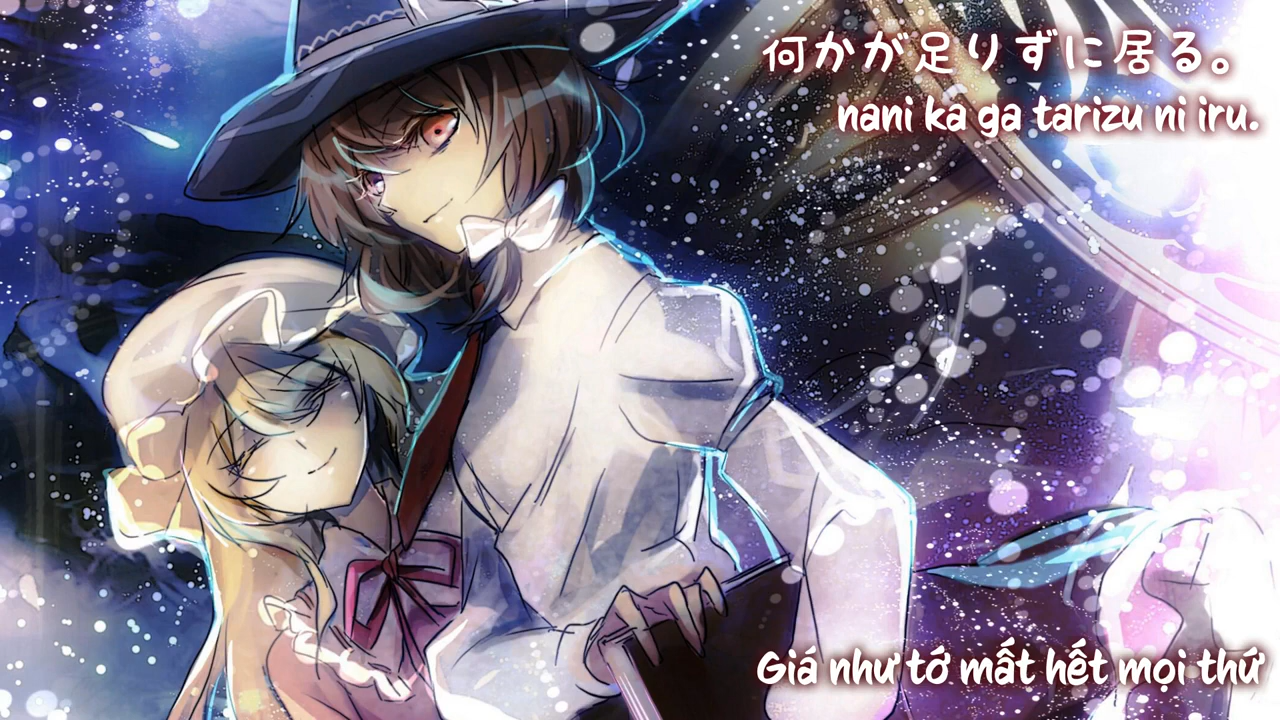 何かが足りずに居る。
nani ka ga tarizu ni iru.
Giá như tớ mất hết mọi thứ